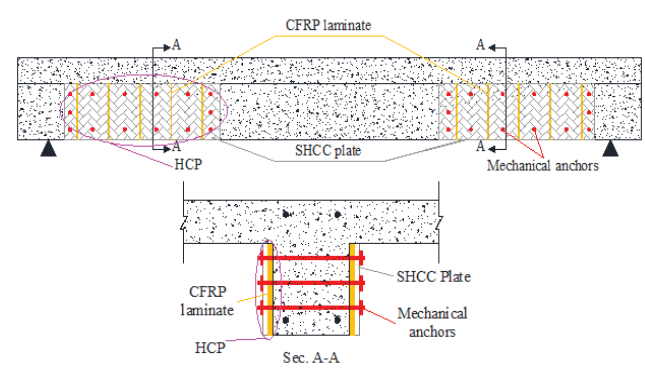 CFRP laminate
A
A
A
A
HCP
SHCC plate
Mechanical anchors
CFRP
laminate
SHCC Plate
Mechanical
anchors
HCP
Sec. A-A